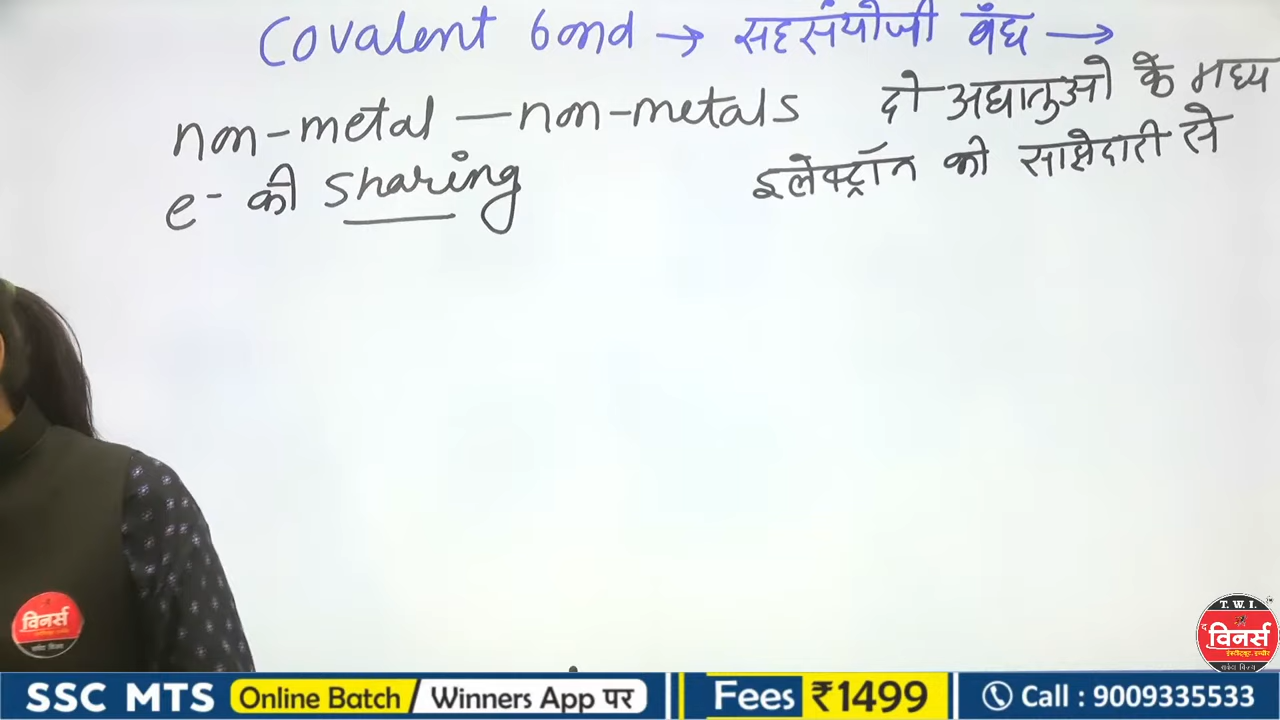 Covalent bond → सहसंयोजी बंध →
non-metal — non-metals
e- की sharing
दो अधातुओ के मध्य
इलेक्ट्रॉन की साझेदारी से
विनर्स
T. W. I.
द विनर्स
इंस्टीट्यूट, इन्दौर
SSC MTS Online Batch / Winners App पर Fees ₹1499 Call : 9009335533